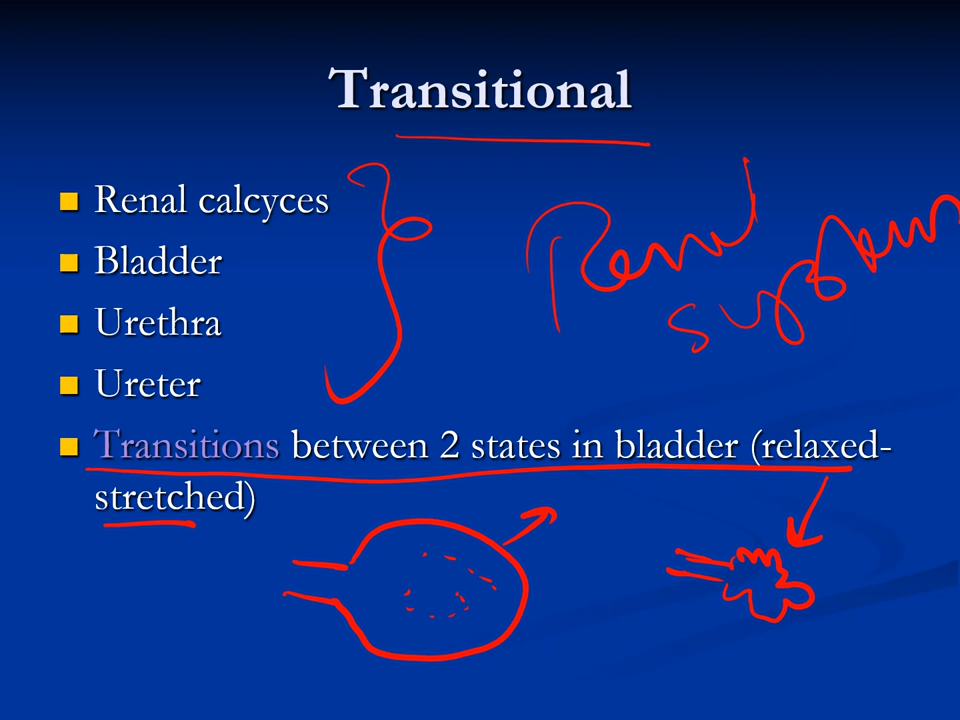 Transitional
Renal calcyces
Bladder
Urethra
Ureter
Transitions between 2 states in bladder (relaxed-
stretched)
Renal
system